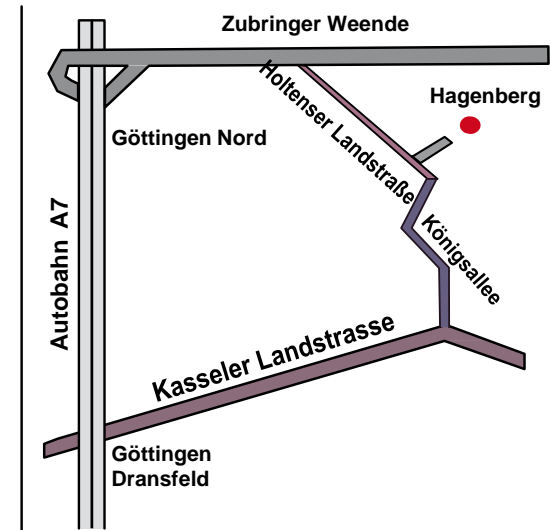 Zubringer Weende
Holtenser Landstraße
Hagenberg
Göttingen Nord
Autobahn A7
Königsallee
Kasseler Landstrasse
Göttingen
Dransfeld